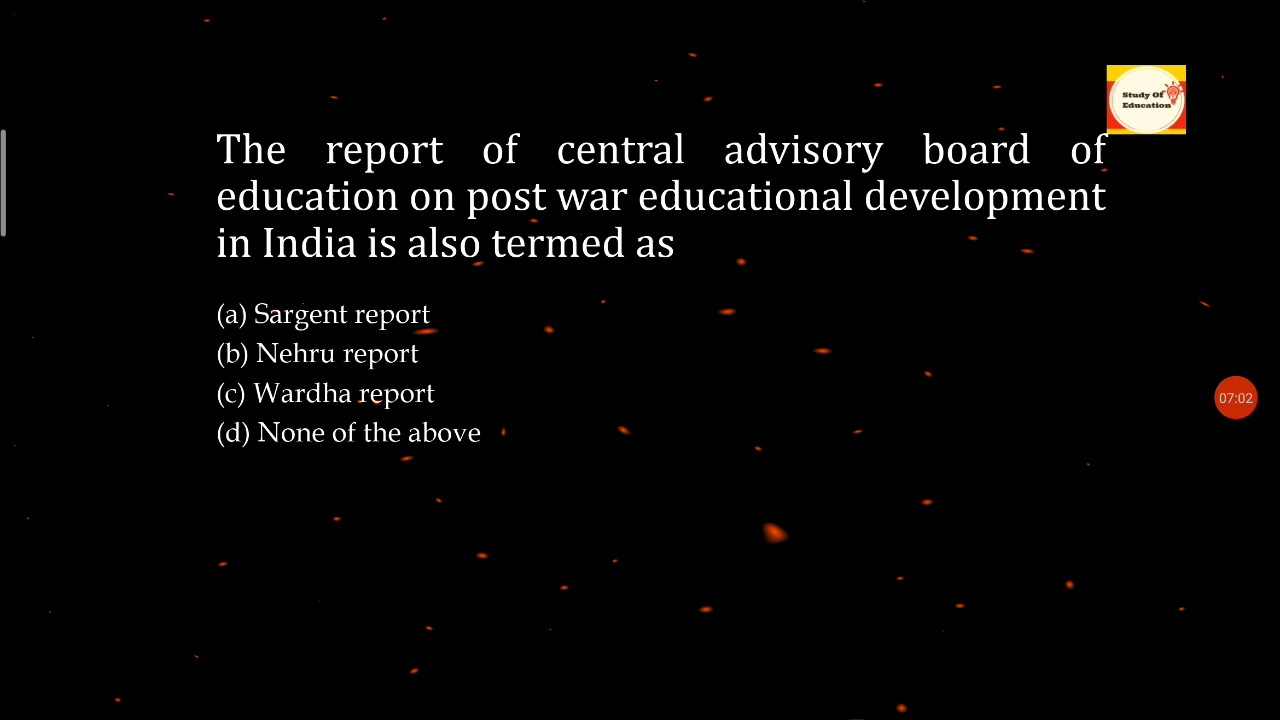 Study Of
Education
The report of central advisory board of
education on post war educational development
in India is also termed as
(a) Sargent report
(b) Nehru report
(c) Wardha report
(d) None of the above
07:02